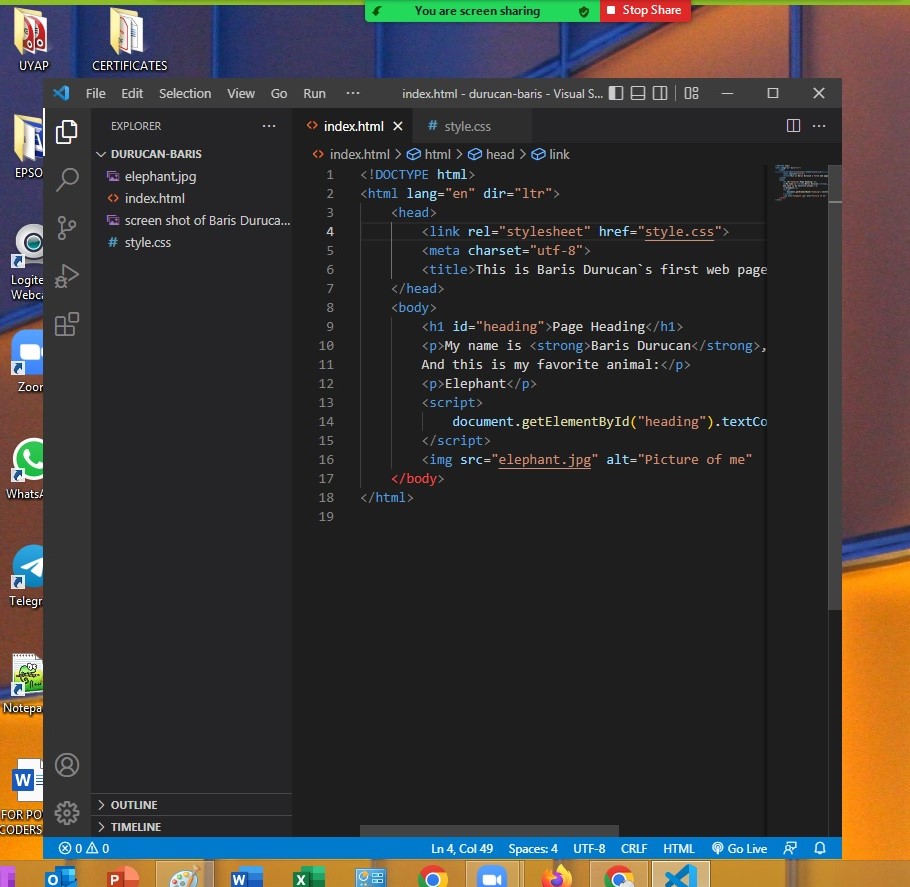 You are screen sharing
Stop Share
UYAP
CERTIFICATES
EPSO
Logite
Webca
Zoor
WhatsA
Telegr
Notepa
FOR PO
CODERS
File Edit Selection View Go Run ···
index.html - durucan-baris - Visual S...
EXPLORER ···
DURUCAN-BARIS
elephant.jpg
index.html
screen shot of Baris Duruca...
style.css
OUTLINE
TIMELINE
index.html
# style.css
index.html > html > head > link
1 <!DOCTYPE html>
2 <html lang="en" dir="ltr">
3 <head>
4 <link rel="stylesheet" href="style.css">
5 <meta charset="utf-8">
6 <title>This is Baris Durucan`s first web page
7 </head>
8 <body>
9 <h1 id="heading">Page Heading</h1>
10 <p>My name is <strong>Baris Durucan</strong>,
11 And this is my favorite animal:</p>
12 <p>Elephant</p>
13 <script>
14 document.getElementById("heading").textCo
15 </script>
16 <img src="elephant.jpg" alt="Picture of me"
17 </body>
18 </html>
19
0 0
Ln 4, Col 49 Spaces: 4 UTF-8 CRLF HTML Go Live